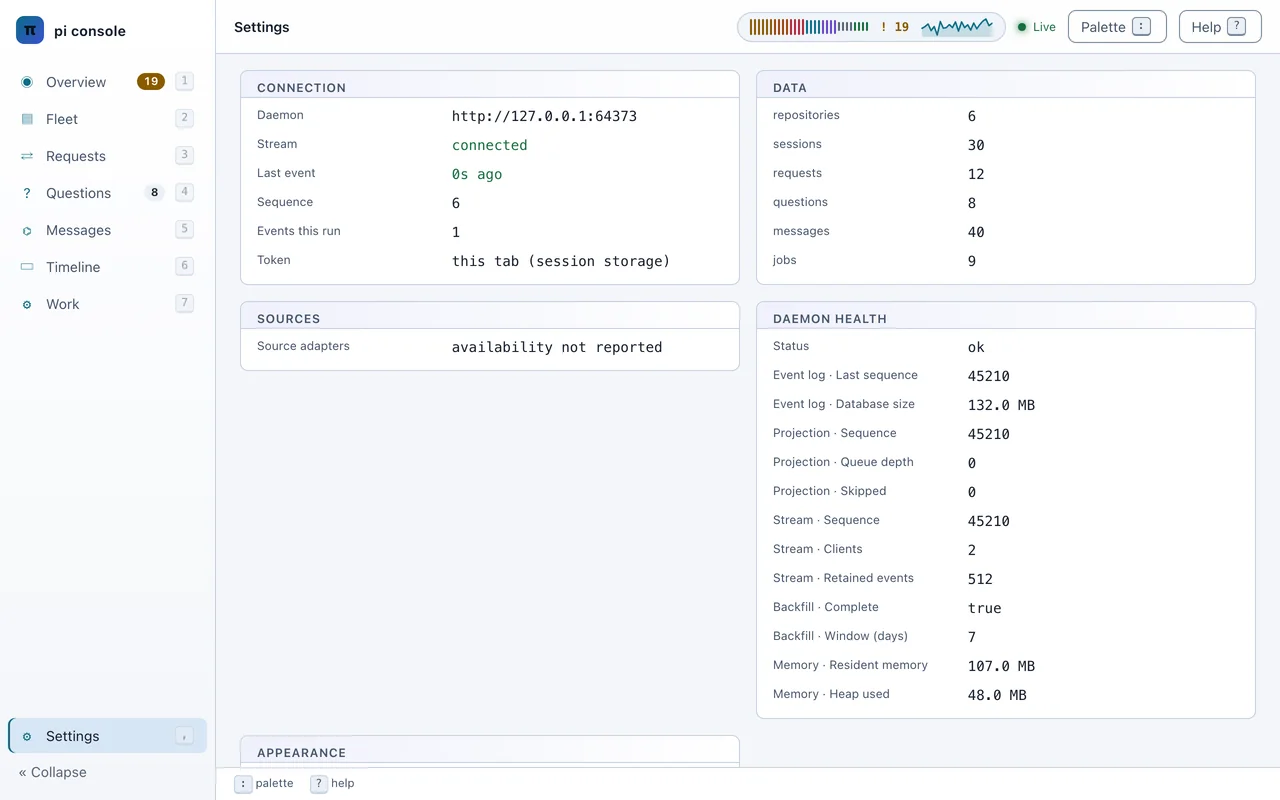 π pi console
Overview 19 1
Fleet 2
Requests 3
? Questions 8 4
Messages 5
Timeline 6
Work 7
Settings ,
« Collapse
Settings
! 19
Live
Palette :
Help ?
CONNECTION
Daemon http://127.0.0.1:64373
Stream connected
Last event 0s ago
Sequence 6
Events this run 1
Token this tab (session storage)
DATA
repositories 6
sessions 30
requests 12
questions 8
messages 40
jobs 9
SOURCES
Source adapters availability not reported
DAEMON HEALTH
Status ok
Event log · Last sequence 45210
Event log · Database size 132.0 MB
Projection · Sequence 45210
Projection · Queue depth 0
Projection · Skipped 0
Stream · Sequence 45210
Stream · Clients 2
Stream · Retained events 512
Backfill · Complete true
Backfill · Window (days) 7
Memory · Resident memory 107.0 MB
Memory · Heap used 48.0 MB
APPEARANCE
: palette ? help